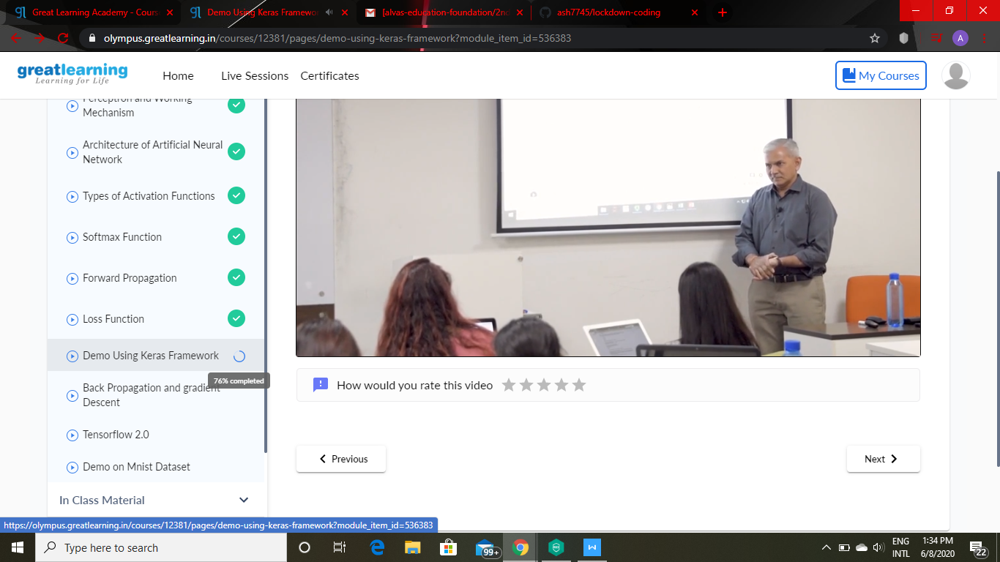 Great Learning Academy - Cours
Demo Using Keras Framewo
[alvas-education-foundation/2nd
ash7745/lockdown-coding
olympus.greatlearning.in/courses/12381/pages/demo-using-keras-framework?module_item_id=536383
A
greatlearning
Learning for Life
Home
Live Sessions
Certificates
My Courses
Perceptron and Working
Mechanism
Architecture of Artificial Neural
Network
Types of Activation Functions
Softmax Function
Forward Propagation
Loss Function
Demo Using Keras Framework
76% completed
Back Propagation and gradient
Descent
Tensorflow 2.0
Demo on Mnist Dataset
In Class Material
How would you rate this video
Previous
Next
https://olympus.greatlearning.in/courses/12381/pages/demo-using-keras-framework?module_item_id=536383
Type here to search
99+
ENG
INTL
1:34 PM
6/8/2020
22